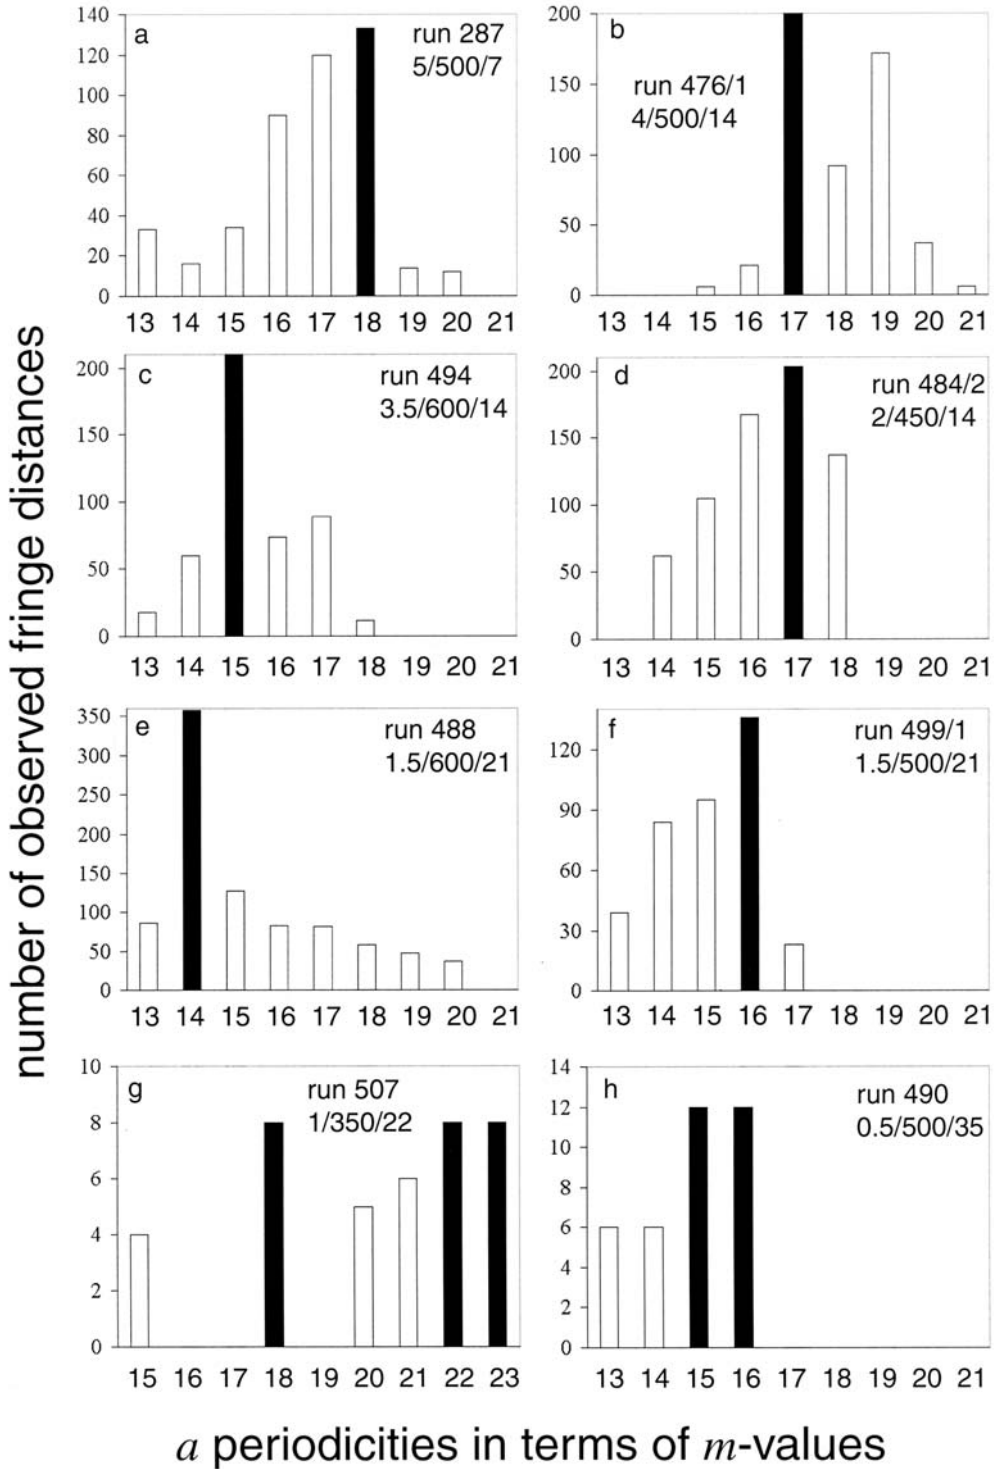 number of observed fringe distances
a
run 287
5/500/7
140
120
100
80
60
40
20
0
13 14 15 16 17 18 19 20 21
b
run 476/1
4/500/14
200
150
100
50
0
13 14 15 16 17 18 19 20 21
c
run 494
3.5/600/14
200
150
100
50
0
13 14 15 16 17 18 19 20 21
d
run 484/2
2/450/14
200
150
100
50
0
13 14 15 16 17 18 19 20 21
e
run 488
1.5/600/21
350
300
250
200
150
100
50
0
13 14 15 16 17 18 19 20 21
f
run 499/1
1.5/500/21
120
90
60
30
0
13 14 15 16 17 18 19 20 21
g
run 507
1/350/22
10
8
6
4
2
0
15 16 17 18 19 20 21 22 23
h
run 490
0.5/500/35
14
12
10
8
6
4
2
0
13 14 15 16 17 18 19 20 21
a periodicities in terms of m-values